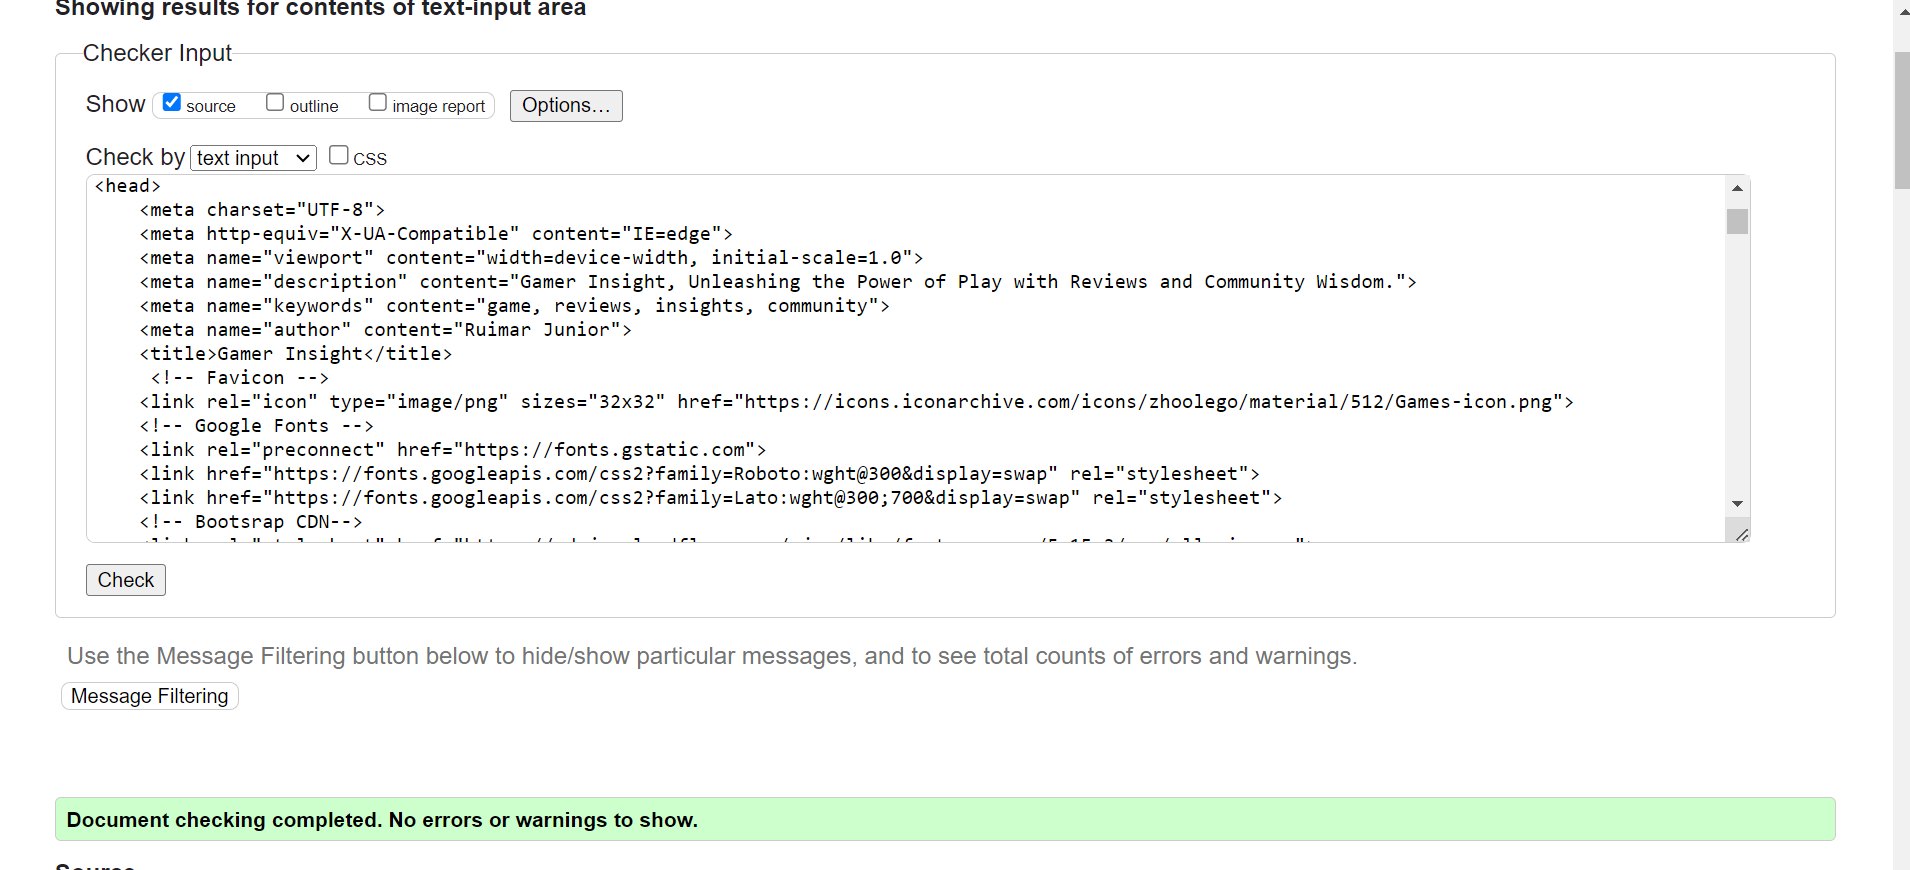 Showing results for contents of text-input area
Checker Input
Show source outline image report Options...
Check by text input CSS
<head>
<meta charset="UTF-8">
<meta http-equiv="X-UA-Compatible" content="IE=edge">
<meta name="viewport" content="width=device-width, initial-scale=1.0">
<meta name="description" content="Gamer Insight, Unleashing the Power of Play with Reviews and Community Wisdom.">
<meta name="keywords" content="game, reviews, insights, community">
<meta name="author" content="Ruimar Junior">
<title>Gamer Insight</title>
<!-- Favicon -->
<link rel="icon" type="image/png" sizes="32x32" href="https://icons.iconarchive.com/icons/zhoolego/material/512/Games-icon.png">
<!-- Google Fonts -->
<link rel="preconnect" href="https://fonts.gstatic.com">
<link href="https://fonts.googleapis.com/css2?family=Roboto:wght@300&display=swap" rel="stylesheet">
<link href="https://fonts.googleapis.com/css2?family=Lato:wght@300;700&display=swap" rel="stylesheet">
<!-- Bootsrap CDN-->
Check
Use the Message Filtering button below to hide/show particular messages, and to see total counts of errors and warnings.
Message Filtering
Document checking completed. No errors or warnings to show.
Source